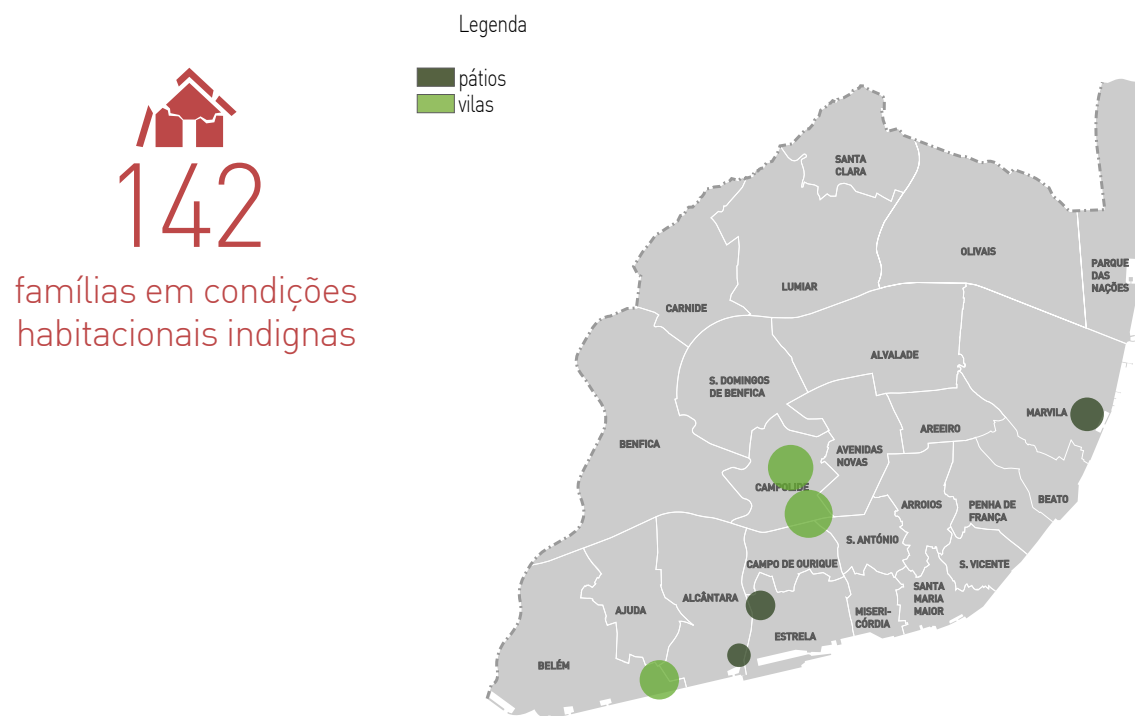 Legenda
pátios
vilas
142
famílias em condições
habitacionais indignas
SANTA
CLARA
OLIVAIS
PARQUE
DAS
NAÇÕES
LUMIAR
CARNIDE
ALVALADE
S. DOMINGOS
DE BENFICA
MARVILA
AREEIRO
BENFICA
AVENIDAS
NOVAS
CAMPOLIDE
ARROIOS
PENHA DE
FRANÇA
BEATO
S. ANTÓNIO
CAMPO DE OURIQUE
S. VICENTE
SANTA
MARIA
MAIOR
ALCÂNTARA
AJUDA
MISERI-
CÓRDIA
ESTRELA
BELÉM